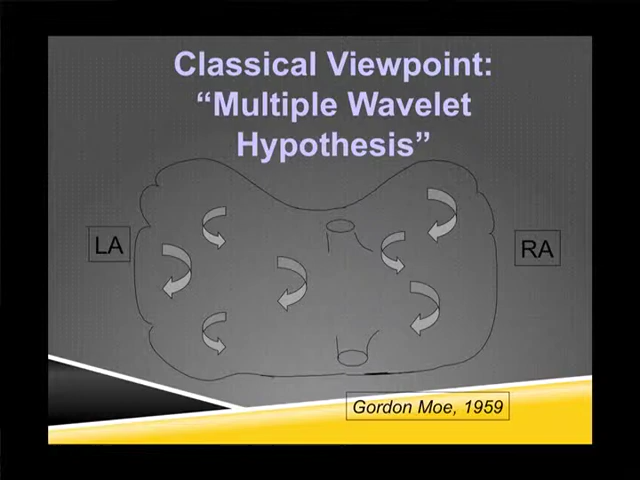 Classical Viewpoint:
“Multiple Wavelet
Hypothesis”
LA
RA
Gordon Moe, 1959